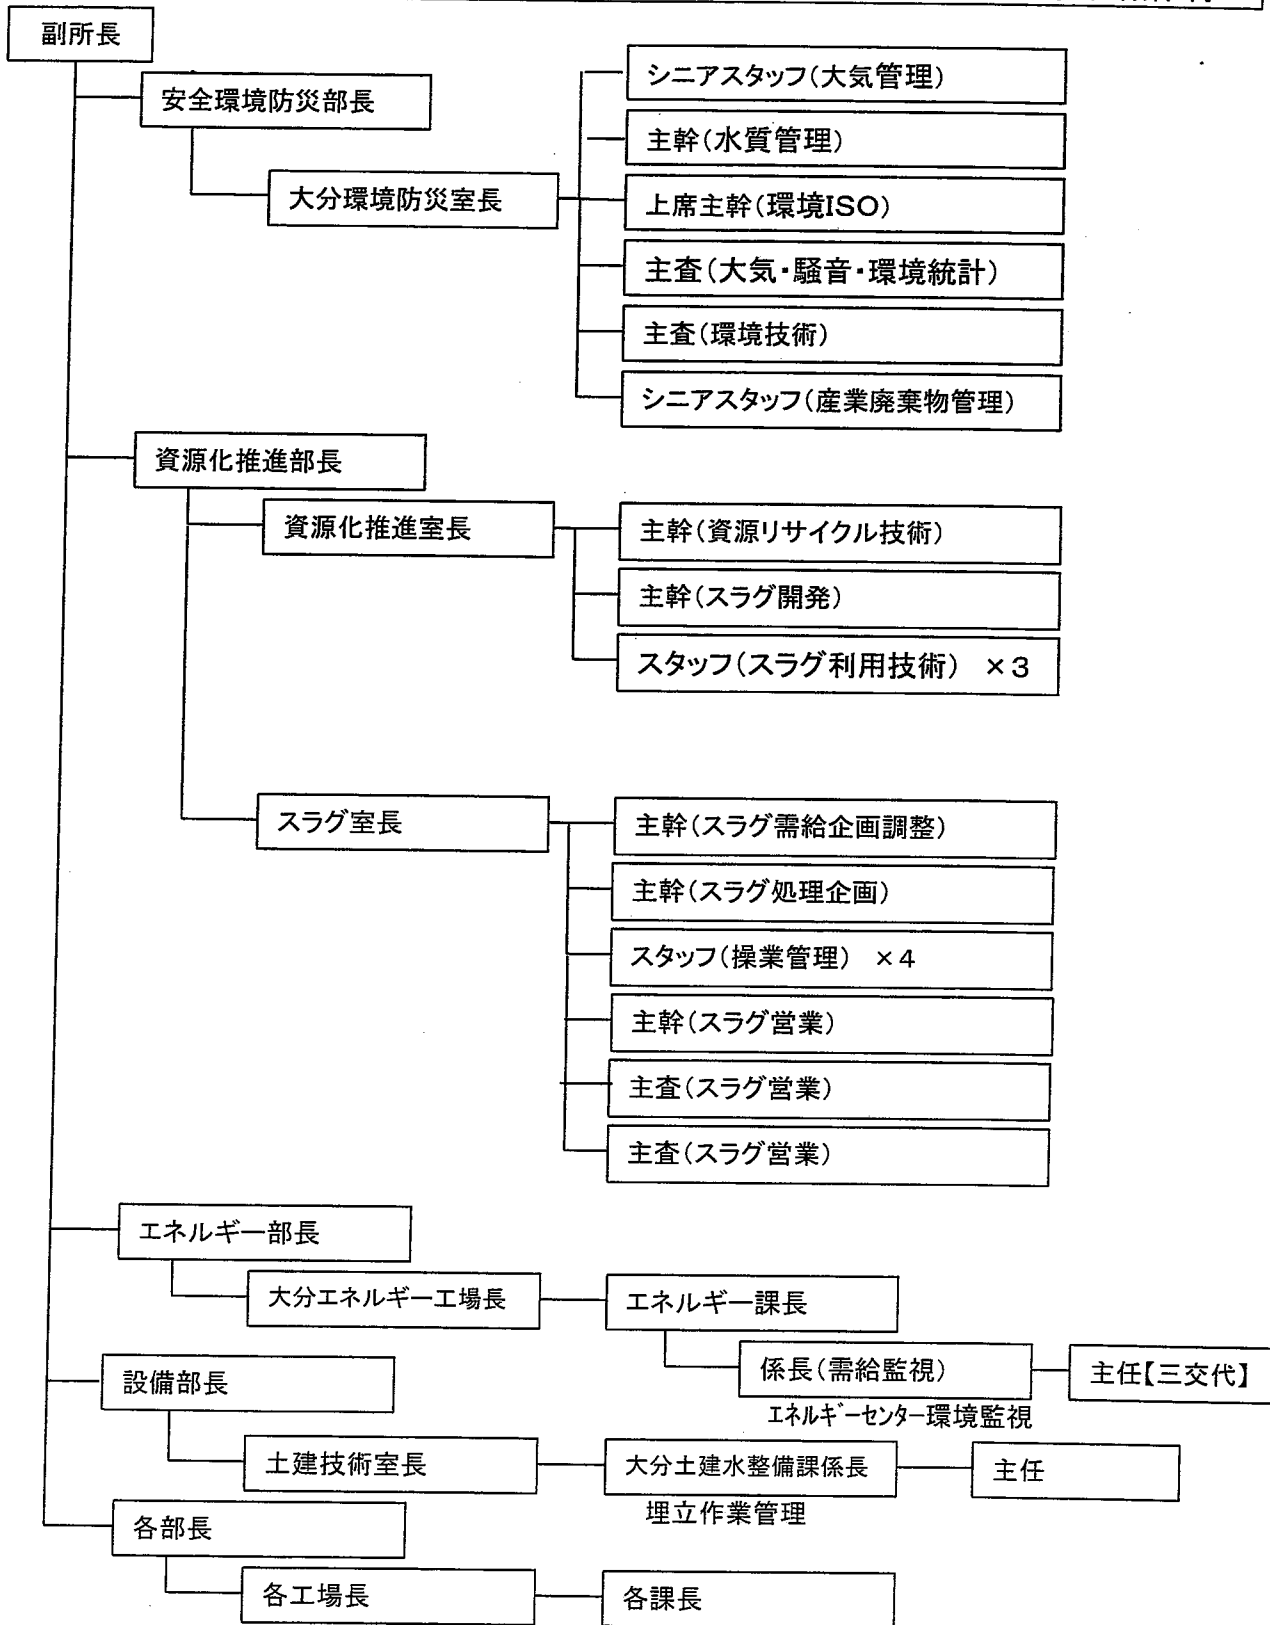 副所長
安全環境防災部長
大分環境防災室長
シニアスタッフ(大気管理)
主幹(水質管理)
上席主幹(環境ISO)
主査(大気・騒音・環境統計)
主査(環境技術)
シニアスタッフ(産業廃棄物管理)
資源化推進部長
資源化推進室長
主幹(資源リサイクル技術)
主幹(スラグ開発)
スタッフ(スラグ利用技術) ×3
スラグ室長
主幹(スラグ需給企画調整)
主幹(スラグ処理企画)
スタッフ(操業管理) ×4
主幹(スラグ営業)
主査(スラグ営業)
主査(スラグ営業)
エネルギー部長
大分エネルギー工場長
エネルギー課長
係長(需給監視)
主任【三交代】
エネルギーセンター環境監視
設備部長
土建技術室長
大分土建水整備課係長
主任
埋立作業管理
各部長
各工場長
各課長